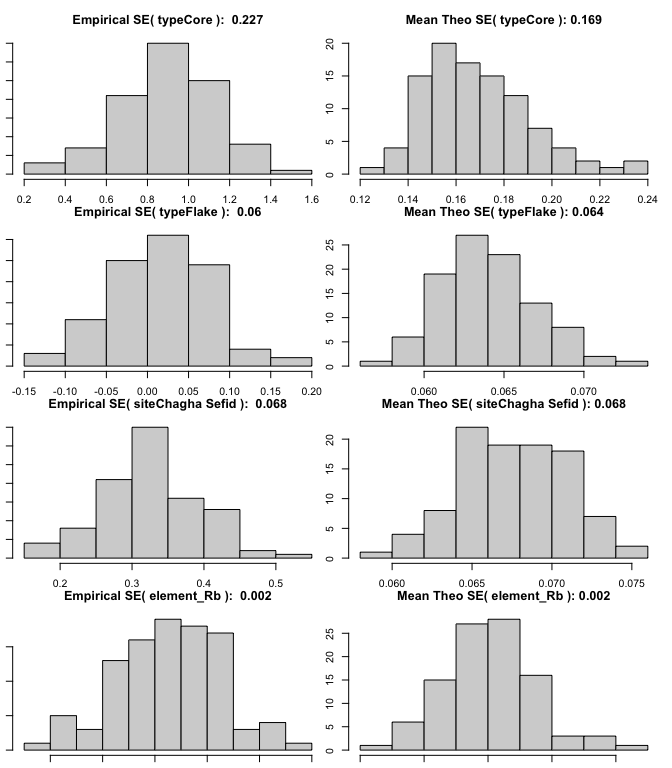 Empirical SE( typeCore ):  0.227
0.2 0.4 0.6 0.8 1.0 1.2 1.4 1.6
Mean Theo SE( typeCore ): 0.169
0 5 10 15 20
0.12 0.14 0.16 0.18 0.20 0.22 0.24
Empirical SE( typeFlake ):  0.06
-0.15 -0.10 -0.05 0.00 0.05 0.10 0.15 0.20
Mean Theo SE( typeFlake ): 0.064
0 5 10 15 20 25
0.060 0.065 0.070
Empirical SE( siteChagha Sefid ):  0.068
0.2 0.3 0.4 0.5
Mean Theo SE( siteChagha Sefid ): 0.068
0 5 10 15 20
0.060 0.065 0.070 0.075
Empirical SE( element_Rb ):  0.002
Mean Theo SE( element_Rb ): 0.002
0 5 10 15 20 25